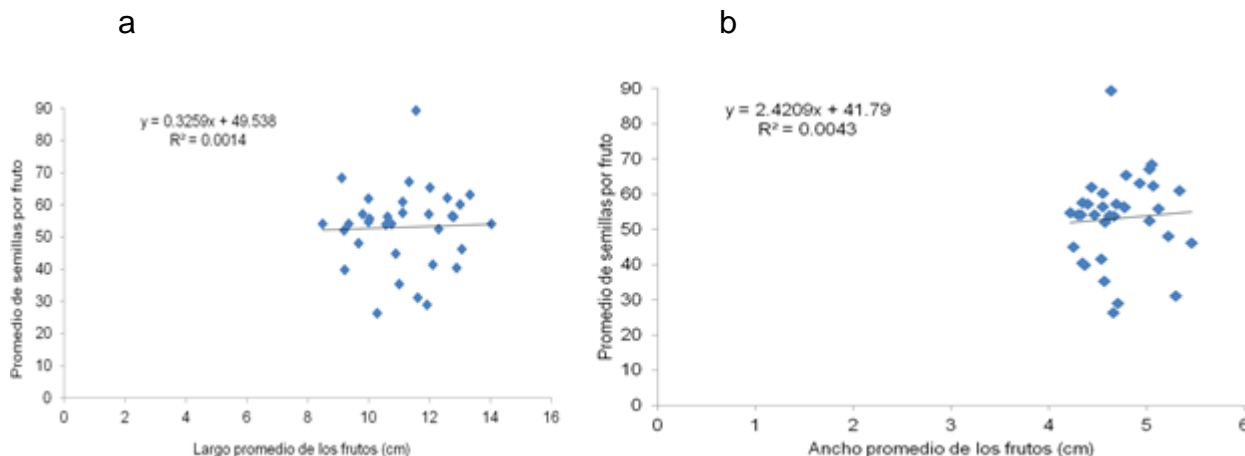 a
y = 0.3259x + 49.538
R² = 0.0014
Promedio de semillas por fruto
90
80
70
60
50
40
30
20
10
0
0 2 4 6 8 10 12 14 16
Largo promedio de los frutos (cm)
b
y = 2.4209x + 41.79
R² = 0.0043
Promedio de semillas por fruto
90
80
70
60
50
40
30
20
10
0
0 1 2 3 4 5 6
Ancho promedio de los frutos (cm)